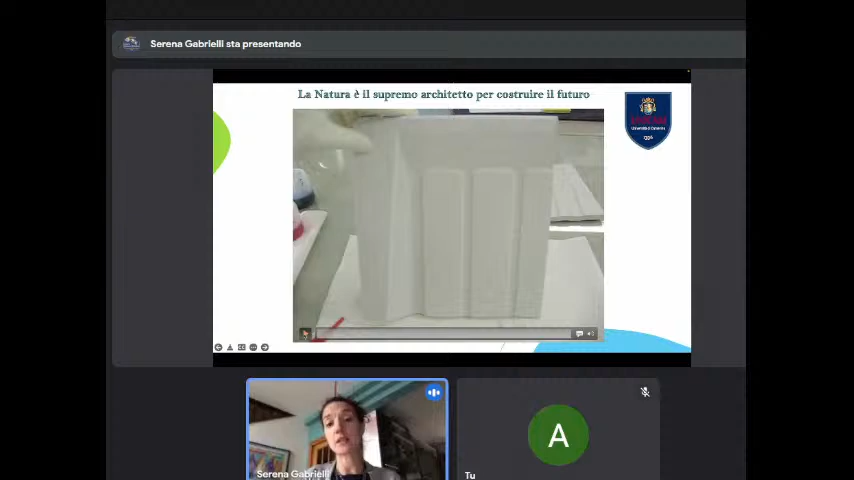 Serena Gabrielli sta presentando
La Natura è il supremo architetto per costruire il futuro
Serena Gabrielli
A
Tu